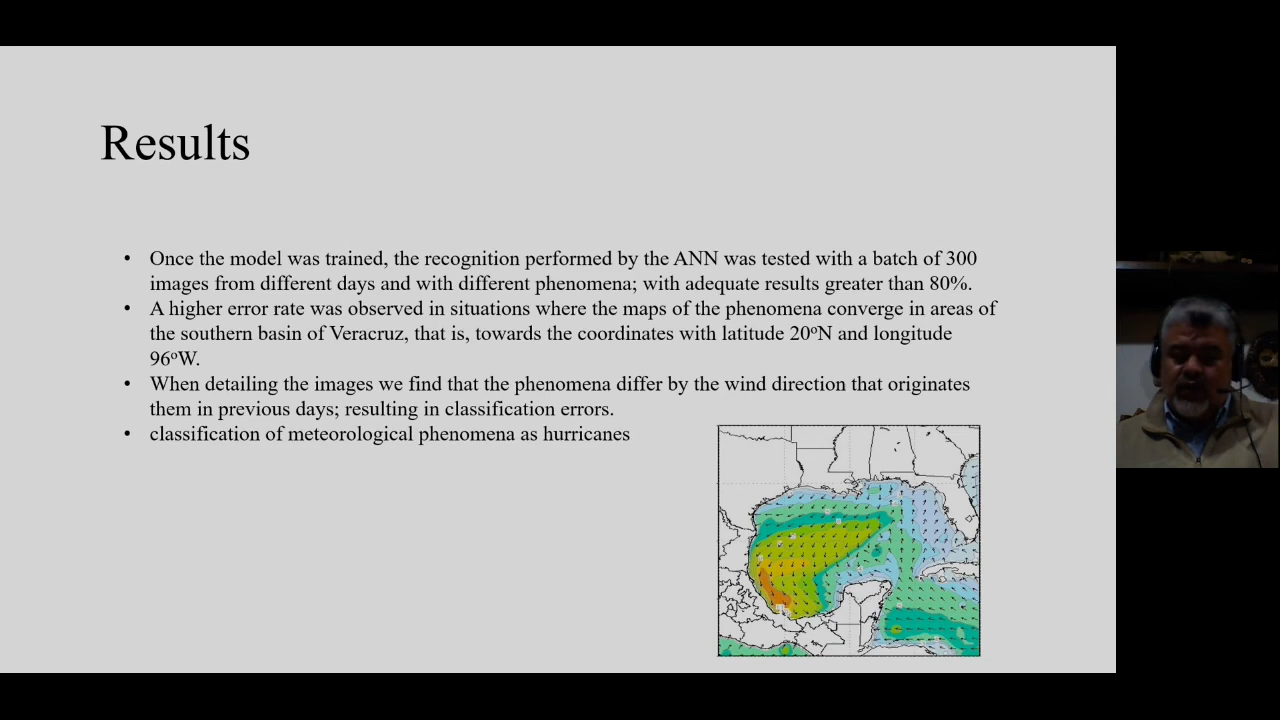 Results
• Once the model was trained, the recognition performed by the ANN was tested with a batch of 300
images from different days and with different phenomena; with adequate results greater than 80%.
• A higher error rate was observed in situations where the maps of the phenomena converge in areas of
the southern basin of Veracruz, that is, towards the coordinates with latitude 20ºN and longitude
96ºW.
• When detailing the images we find that the phenomena differ by the wind direction that originates
them in previous days; resulting in classification errors.
• classification of meteorological phenomena as hurricanes